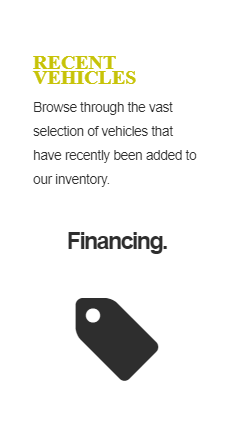 RECENT
VEHICLES
Browse through the vast
selection of vehicles that
have recently been added to
our inventory.
Financing.